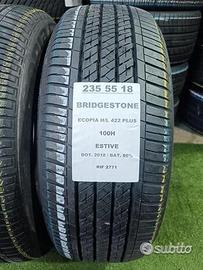 235 55 18
BRIDGESTONE
ECOPIA H/L 422 PLUS
100H
ESTIVE
DOT. 2018 / BAT. 80%
RIF 2771
subito